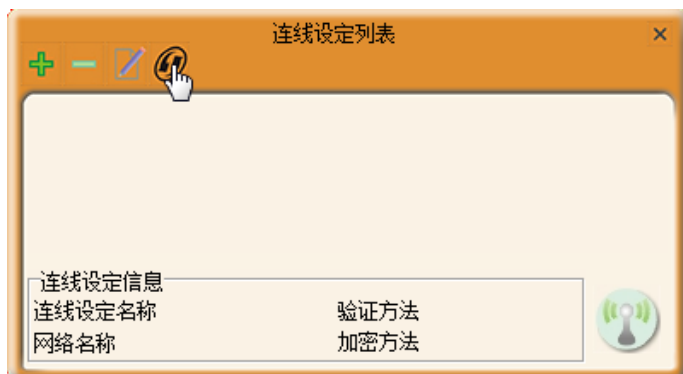 连线设定列表
连线设定信息
连线设定名称 验证方法
网络名称 加密方法